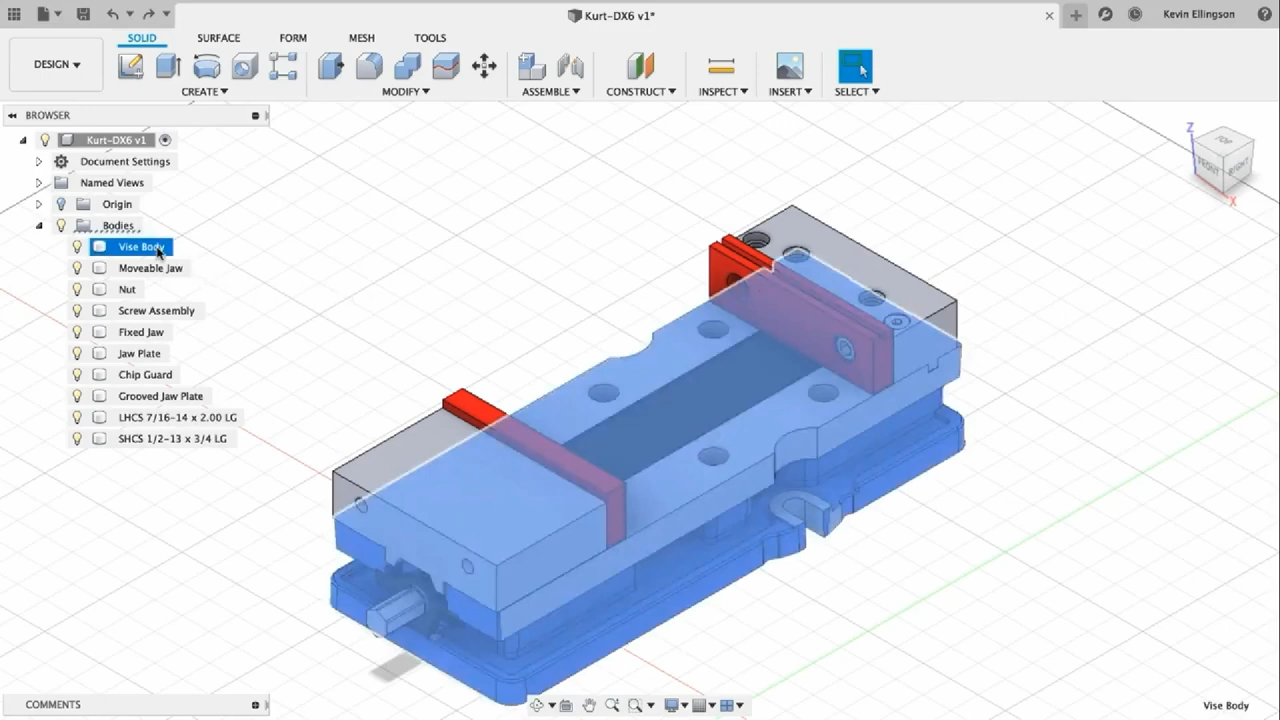 Kurt-DX6 v1*
Kevin Ellingson
DESIGN
SOLID
SURFACE
FORM
MESH
TOOLS
CREATE
MODIFY
ASSEMBLE
CONSTRUCT
INSPECT
INSERT
SELECT
BROWSER
Kurt-DX6 v1
Document Settings
Named Views
Origin
Bodies
Vise Body
Moveable Jaw
Nut
Screw Assembly
Fixed Jaw
Jaw Plate
Chip Guard
Grooved Jaw Plate
LHCS 7/16-14 x 2.00 LG
SHCS 1/2-13 x 3/4 LG
Z
TOP
FRONT
RIGHT
X
COMMENTS
Vise Body